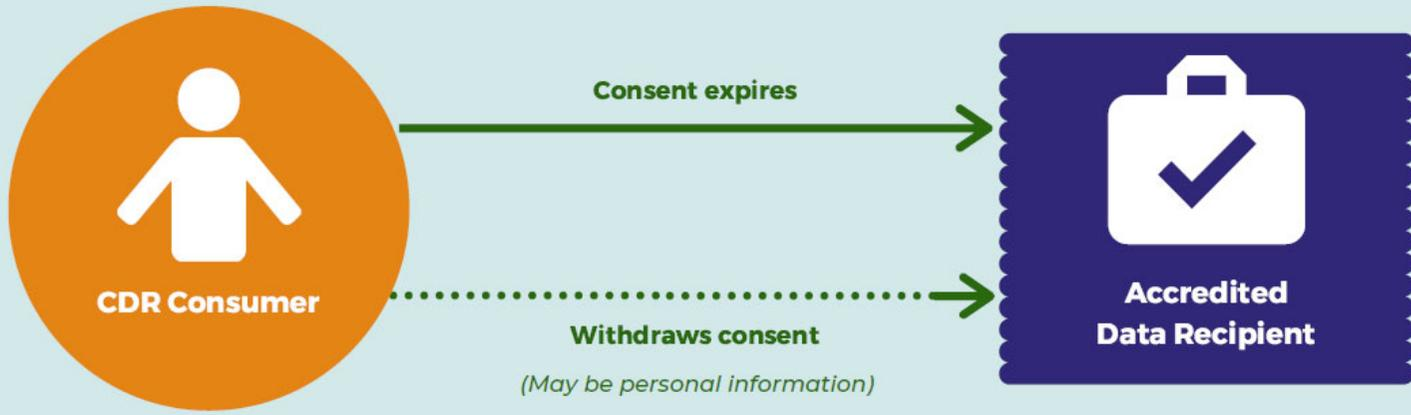 Consent expires
CDR Consumer
Withdraws consent
(May be personal information)
Accredited
Data Recipient